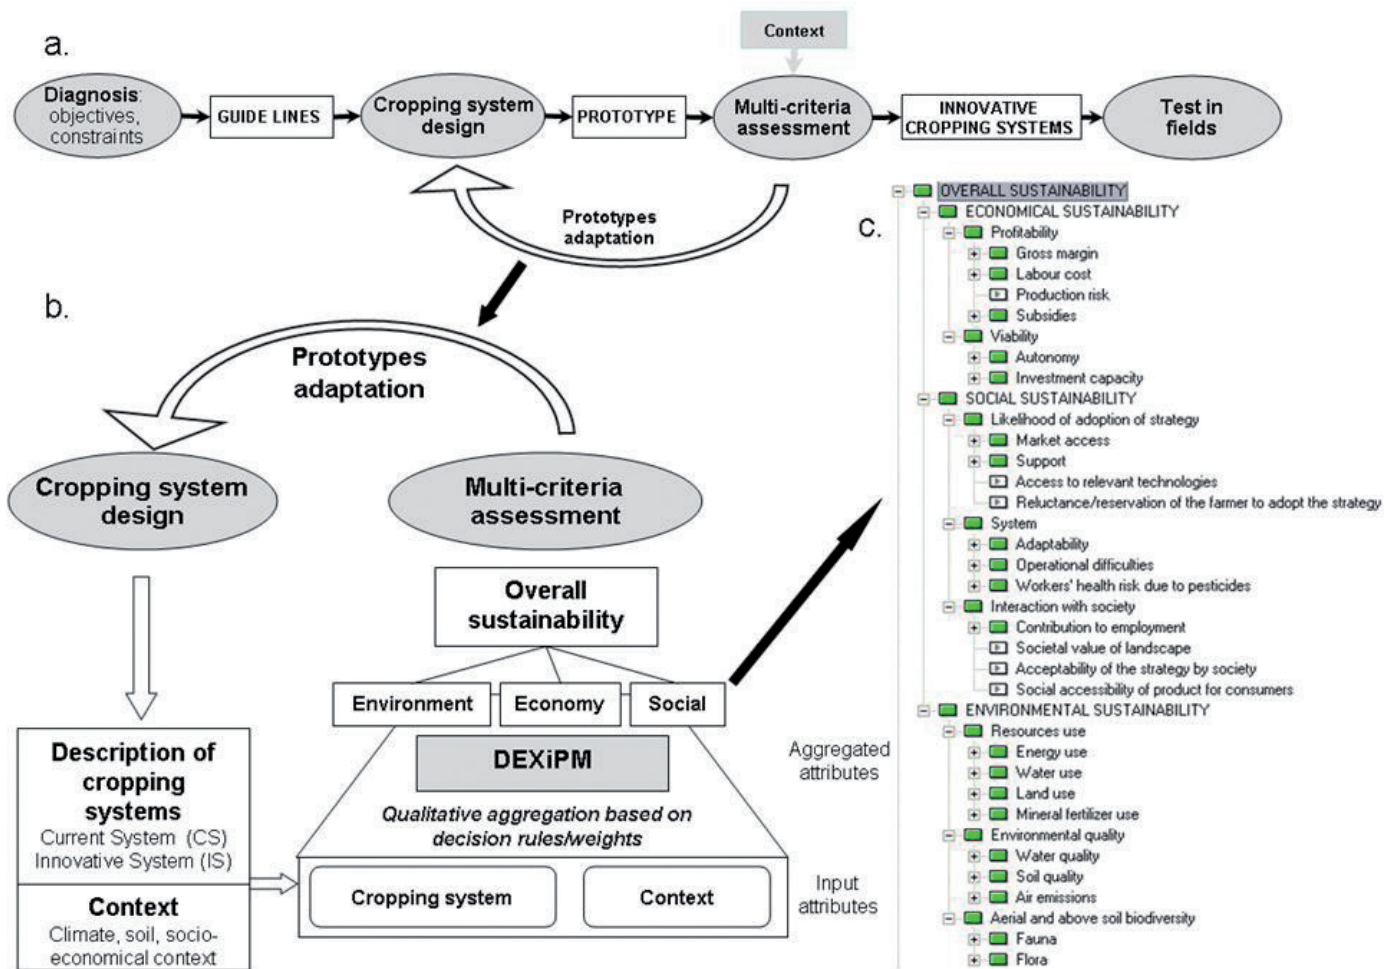 a.
Context
Diagnosis:
objectives,
constraints
GUIDE LINES
Cropping system
design
PROTOTYPE
Multi-criteria
assessment
INNOVATIVE
CROPPING SYSTEMS
Test in
fields
Prototypes
adaptation
b.
Prototypes
adaptation
Cropping system
design
Multi-criteria
assessment
Overall
sustainability
Environment
Economy
Social
DEXiPM
Qualitative aggregation based on
decision rules/weights
Description of
cropping
systems
Current System (CS)
Innovative System (IS)
Context
Climate, soil, socio-
economical context
Cropping system
Context
Aggregated
attributes
Input
attributes
c.
OVERALL SUSTAINABILITY
ECONOMICAL SUSTAINABILITY
Profitability
Gross margin
Labour cost
Production risk
Subsidies
Viability
Autonomy
Investment capacity
SOCIAL SUSTAINABILITY
Likelihood of adoption of strategy
Market access
Support
Access to relevant technologies
Reluctance/reservation of the farmer to adopt the strategy
System
Adaptability
Operational difficulties
Workers' health risk due to pesticides
Interaction with society
Contribution to employment
Societal value of landscape
Acceptability of the strategy by society
Social accessibility of product for consumers
ENVIRONMENTAL SUSTAINABILITY
Resources use
Energy use
Water use
Land use
Mineral fertilizer use
Environmental quality
Water quality
Soil quality
Air emissions
Aerial and above soil biodiversity
Fauna
Flora